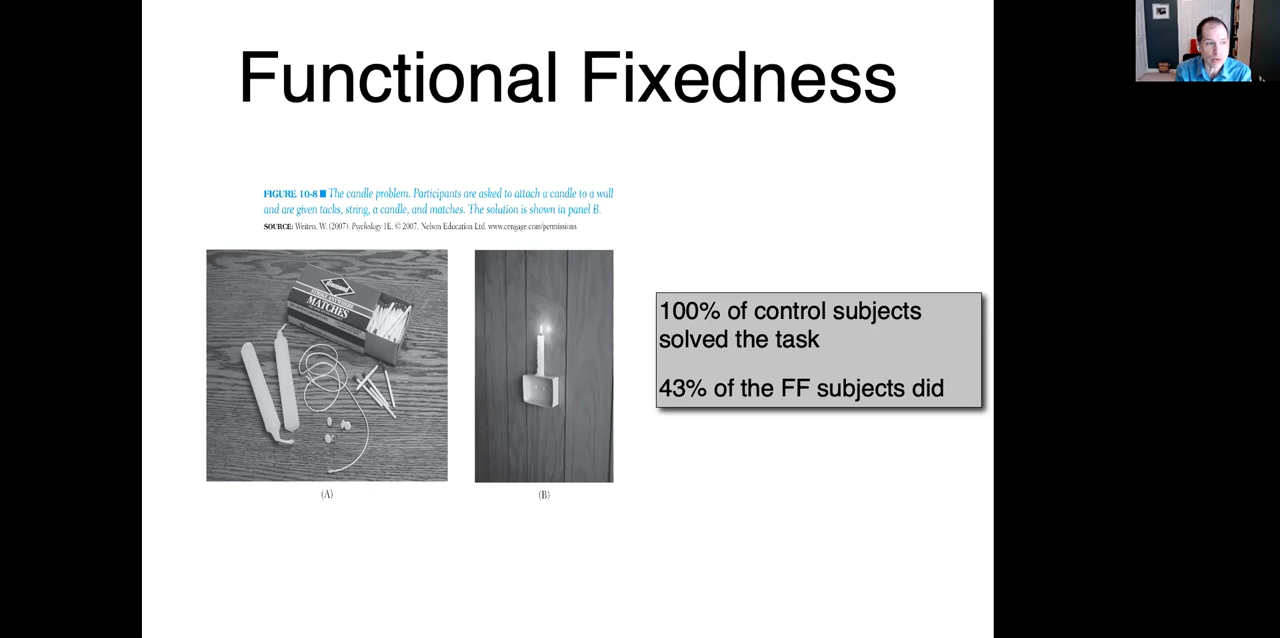 Functional Fixedness
FIGURE 10-8 ■ The candle problem. Participants are asked to attach a candle to a wall
and are given tacks, string, a candle, and matches. The solution is shown in panel B.
SOURCE: Weiten, W. (2007). Psychology 1E. © 2007. Nelson Education Ltd. www.cengage.com/permissions
Diamond
STRIKE ANYWHERE
MATCHES
(A)
(B)
100% of control subjects
solved the task
43% of the FF subjects did